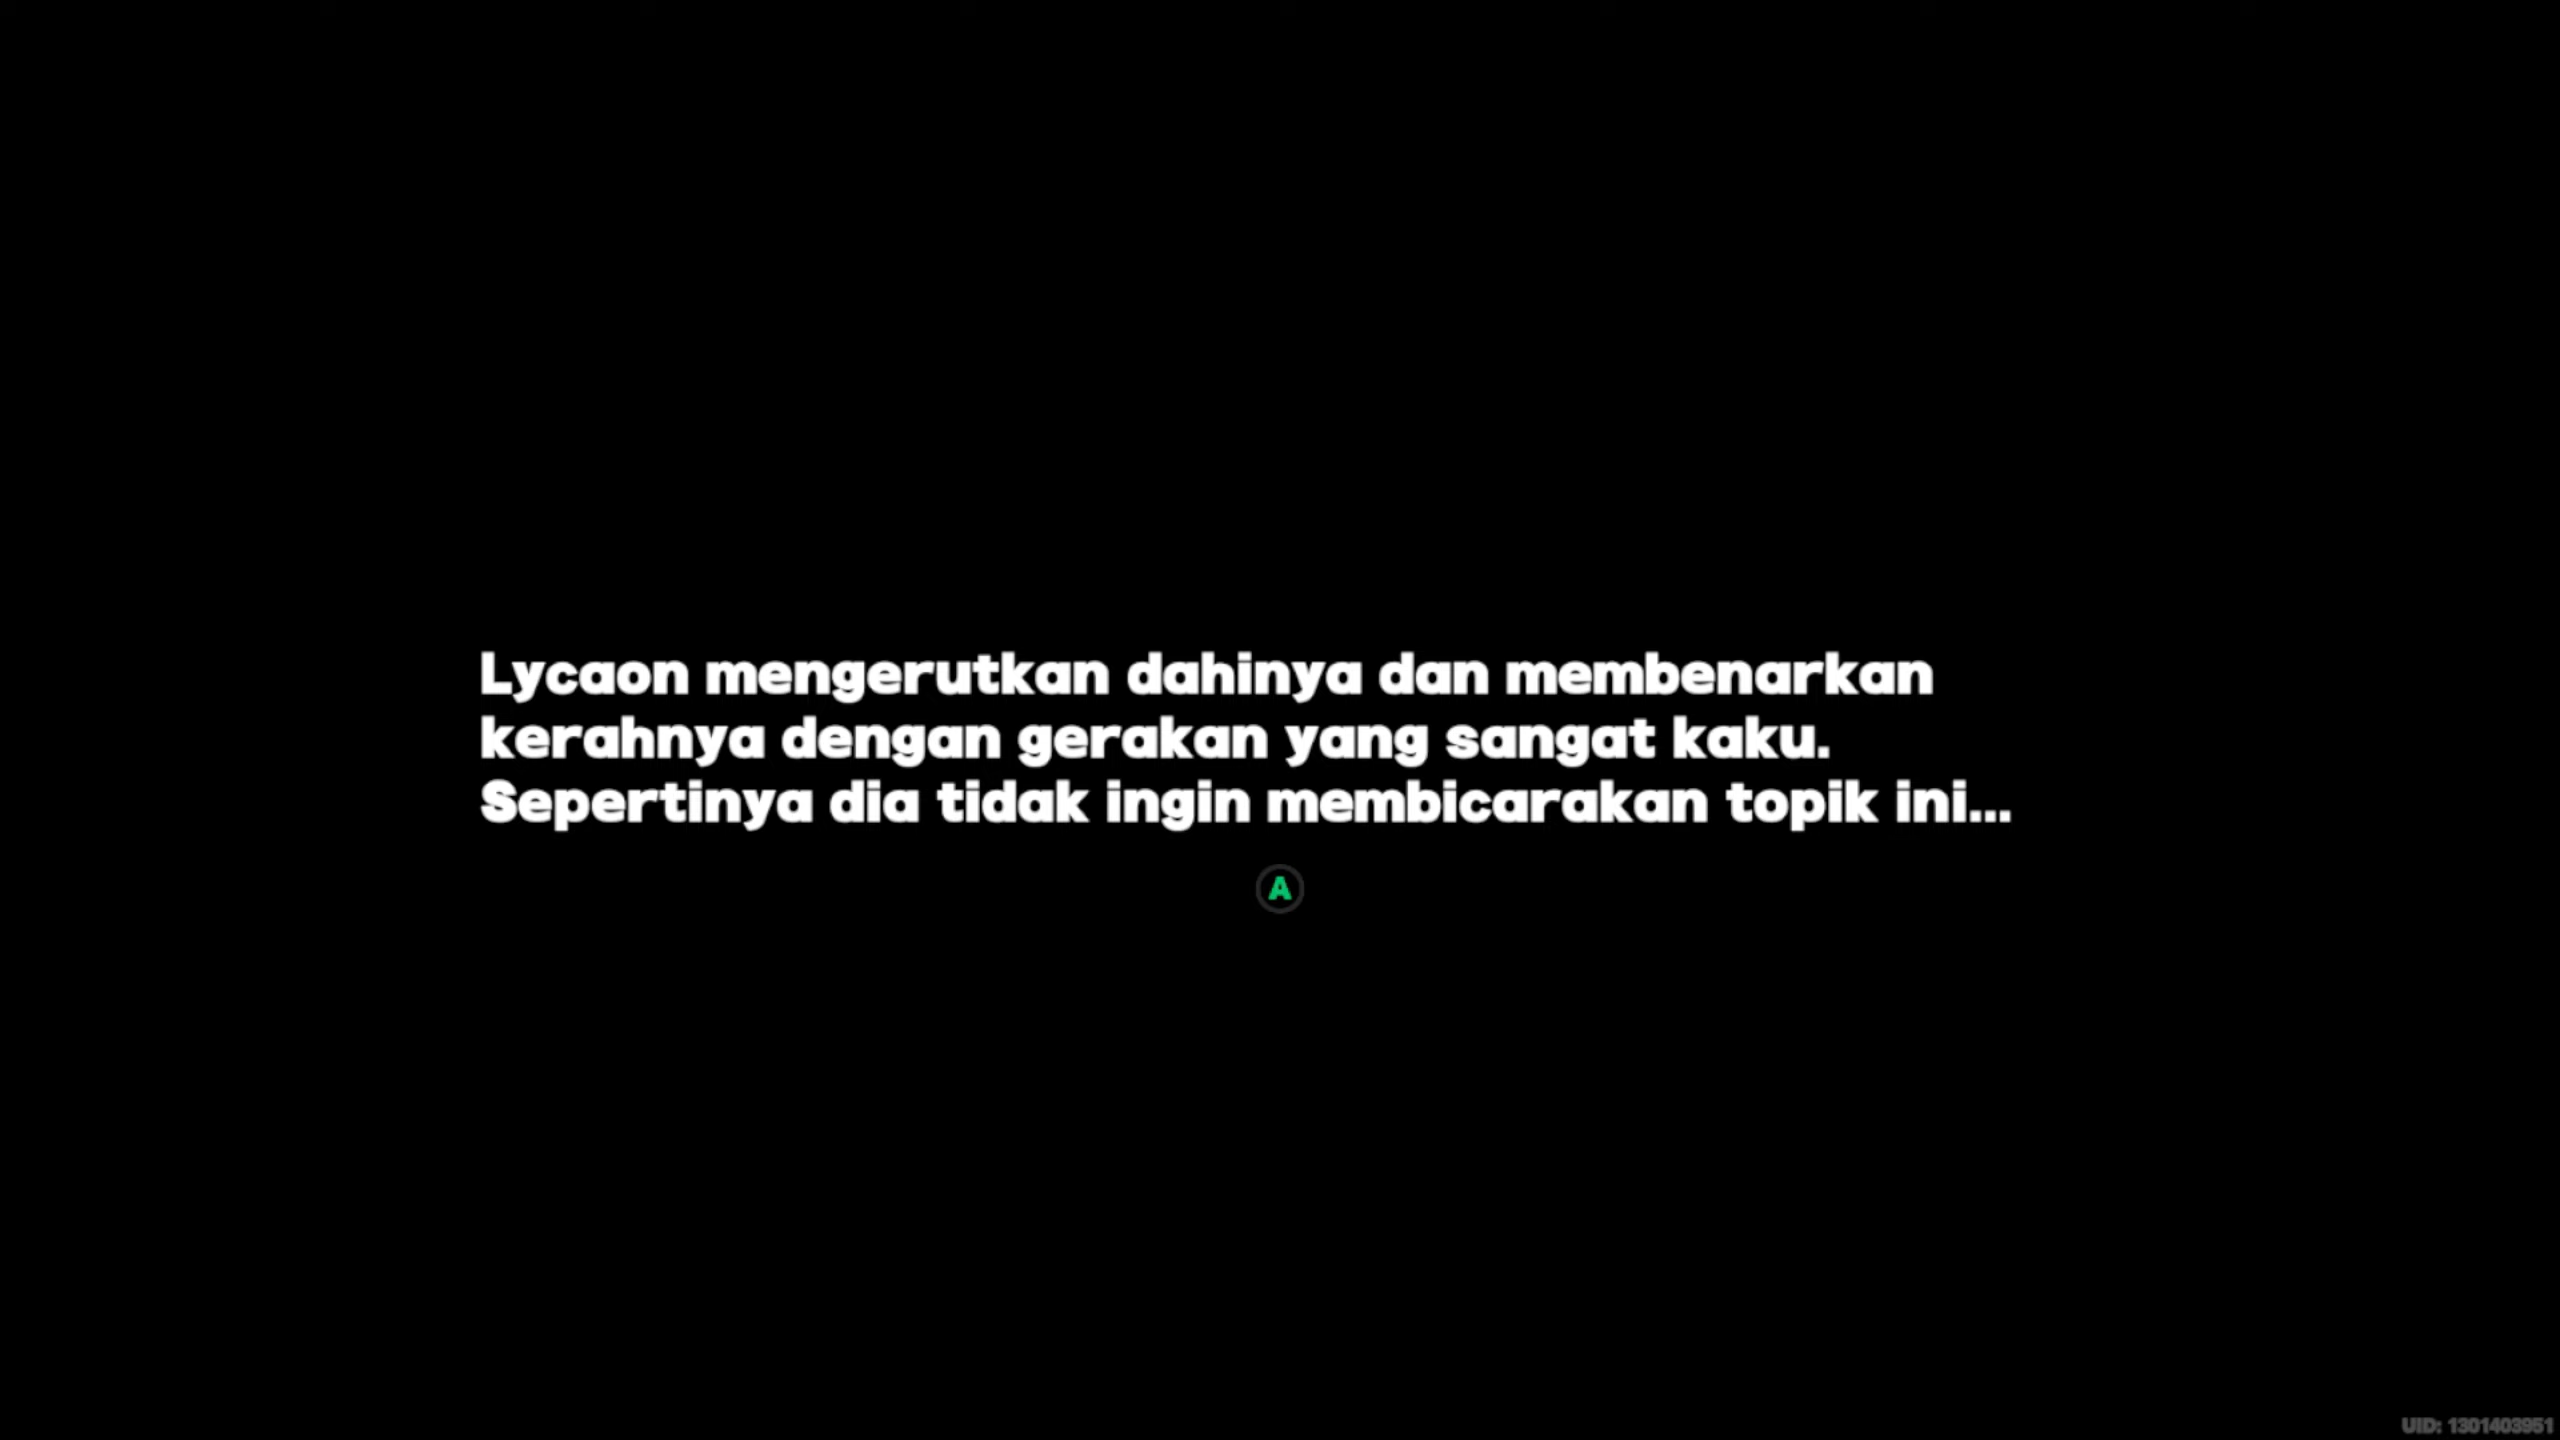 Lycaon mengerutkan dahinya dan membenarkan
kerahnya dengan gerakan yang sangat kaku.
Sepertinya dia tidak ingin membicarakan topik ini...
A
UID: 1301403951